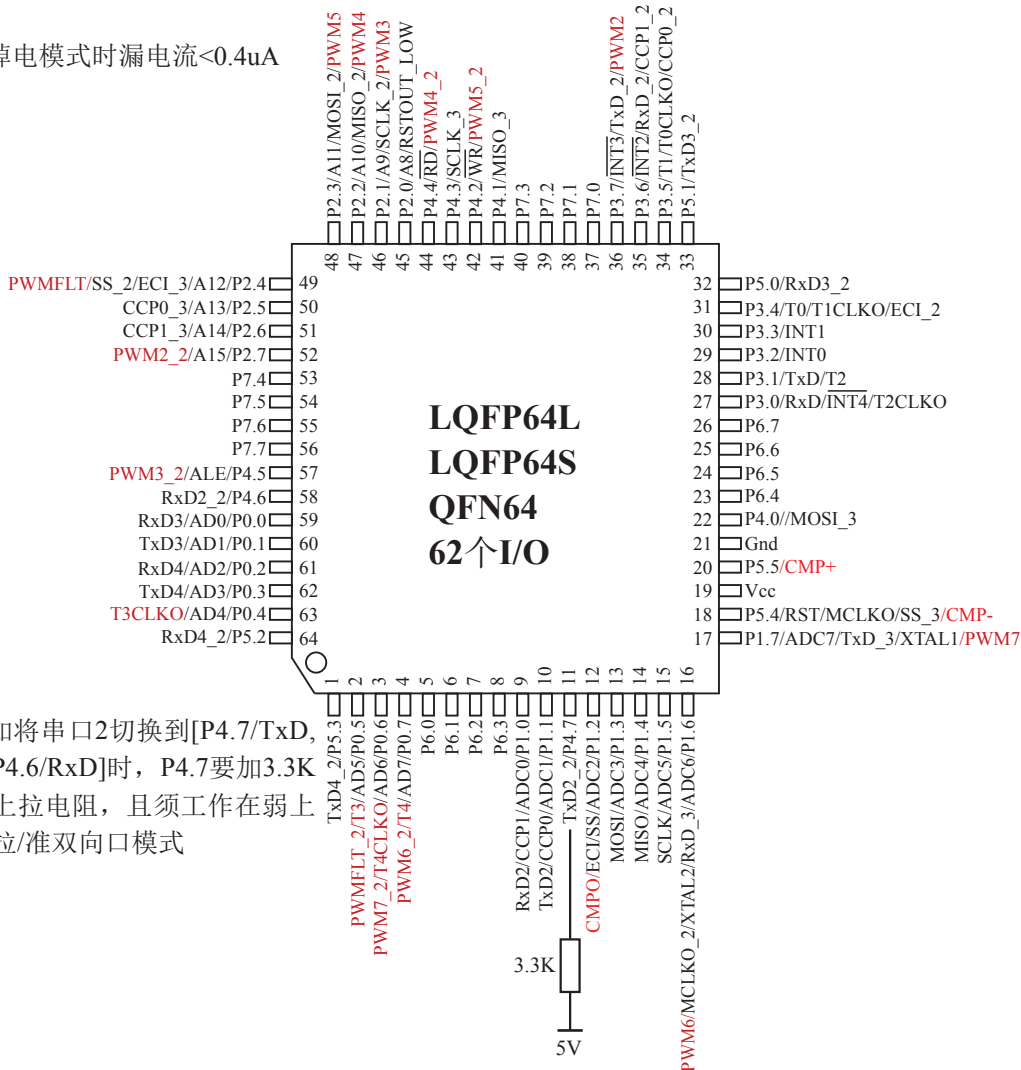 掉电模式时漏电流<0.4uA
P2.3/A11/MOSI_2/PWM5
P2.2/A10/MISO_2/PWM4
P2.1/A9/SCLK_2/PWM3
P2.0/A8/RSTOUT_LOW
P4.4/RD/PWM4_2
P4.3/SCLK_3
P4.2/WR/PWM5_2
P4.1/MISO_3
P7.3
P7.2
P7.1
P7.0
P3.7/INT3/TxD_2/PWM2
P3.6/INT2/RxD_2/CCP1_2
P3.5/T1/T0CLKO/CCP0_2
P5.1/TxD3_2
48 47 46 45 44 43 42 41 40 39 38 37 36 35 34 33
PWMFLT/SS_2/ECI_3/A12/P2.4 49
CCP0_3/A13/P2.5 50
CCP1_3/A14/P2.6 51
PWM2_2/A15/P2.7 52
P7.4 53
P7.5 54
P7.6 55
P7.7 56
PWM3_2/ALE/P4.5 57
RxD2_2/P4.6 58
RxD3/AD0/P0.0 59
TxD3/AD1/P0.1 60
RxD4/AD2/P0.2 61
TxD4/AD3/P0.3 62
T3CLKO/AD4/P0.4 63
RxD4_2/P5.2 64
LQFP64L
LQFP64S
QFN64
62个I/O
32 P5.0/RxD3_2
31 P3.4/T0/T1CLKO/ECI_2
30 P3.3/INT1
29 P3.2/INT0
28 P3.1/TxD/T2
27 P3.0/RxD/INT4/T2CLKO
26 P6.7
25 P6.6
24 P6.5
23 P6.4
22 P4.0//MOSI_3
21 Gnd
20 P5.5/CMP+
19 Vcc
18 P5.4/RST/MCLKO/SS_3/CMP-
17 P1.7/ADC7/TxD_3/XTAL1/PWM7
1 2 3 4 5 6 7 8 9 10 11 12 13 14 15 16
TxD4_2/P5.3
PWMFLT_2/T3/AD5/P0.5
PWM7_2/T4CLKO/AD6/P0.6
PWM6_2/T4/AD7/P0.7
P6.0
P6.1
P6.2
P6.3
RxD2/CCP1/ADC0/P1.0
TxD2/CCP0/ADC1/P1.1
TxD2_2/P4.7
CMPO/ECI/SS/ADC2/P1.2
MOSI/ADC3/P1.3
MISO/ADC4/P1.4
SCLK/ADC5/P1.5
PWM6/MCLKO_2/XTAL2/RxD_3/ADC6/P1.6
如将串口2切换到[P4.7/TxD,
P4.6/RxD]时，P4.7要加3.3K
上拉电阻，且须工作在弱上
拉/准双向口模式
3.3K
5V